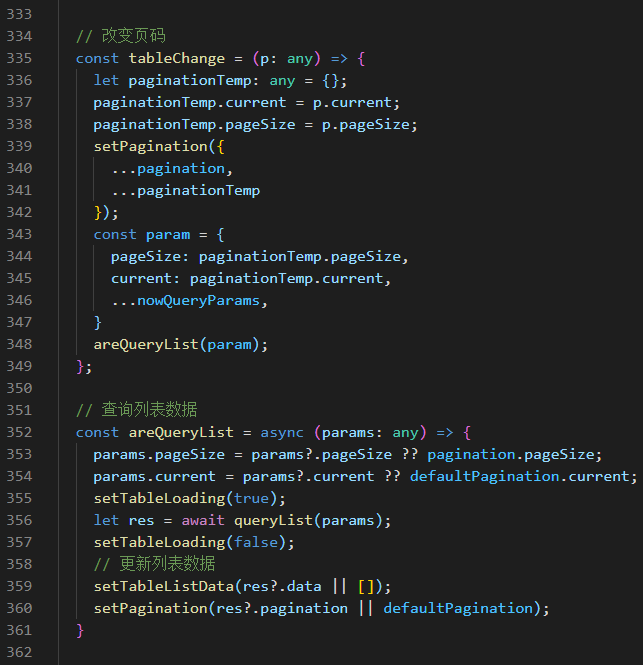 333
334 // 改变页码
335 const tableChange = (p: any) => {
336 let paginationTemp: any = {};
337 paginationTemp.current = p.current;
338 paginationTemp.pageSize = p.pageSize;
339 setPagination({
340 ...pagination,
341 ...paginationTemp
342 });
343 const param = {
344 pageSize: paginationTemp.pageSize,
345 current: paginationTemp.current,
346 ...nowQueryParams,
347 }
348 areQueryList(param);
349 };
350
351 // 查询列表数据
352 const areQueryList = async (params: any) => {
353 params.pageSize = params?.pageSize ?? pagination.pageSize;
354 params.current = params?.current ?? defaultPagination.current;
355 setTableLoading(true);
356 let res = await queryList(params);
357 setTableLoading(false);
358 // 更新列表数据
359 setTableListData(res?.data || []);
360 setPagination(res?.pagination || defaultPagination);
361 }
362